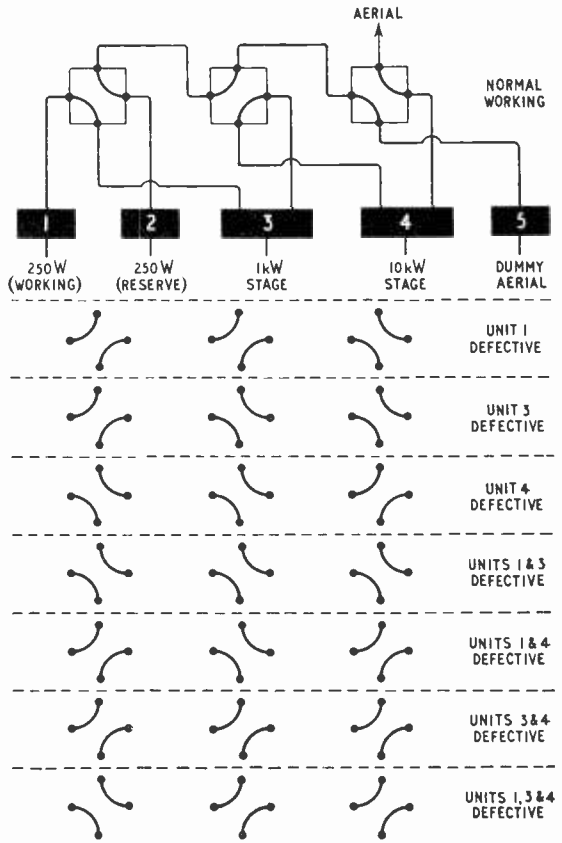 AERIAL
NORMAL
WORKING
1 2 3 4 5
250W 250W 1kW 10kW DUMMY
(WORKING) (RESERVE) STAGE STAGE AERIAL
UNIT 1
DEFECTIVE
UNIT 3
DEFECTIVE
UNIT 4
DEFECTIVE
UNITS 1 & 3
DEFECTIVE
UNITS 1 & 4
DEFECTIVE
UNITS 3 & 4
DEFECTIVE
UNITS 1, 3 & 4
DEFECTIVE